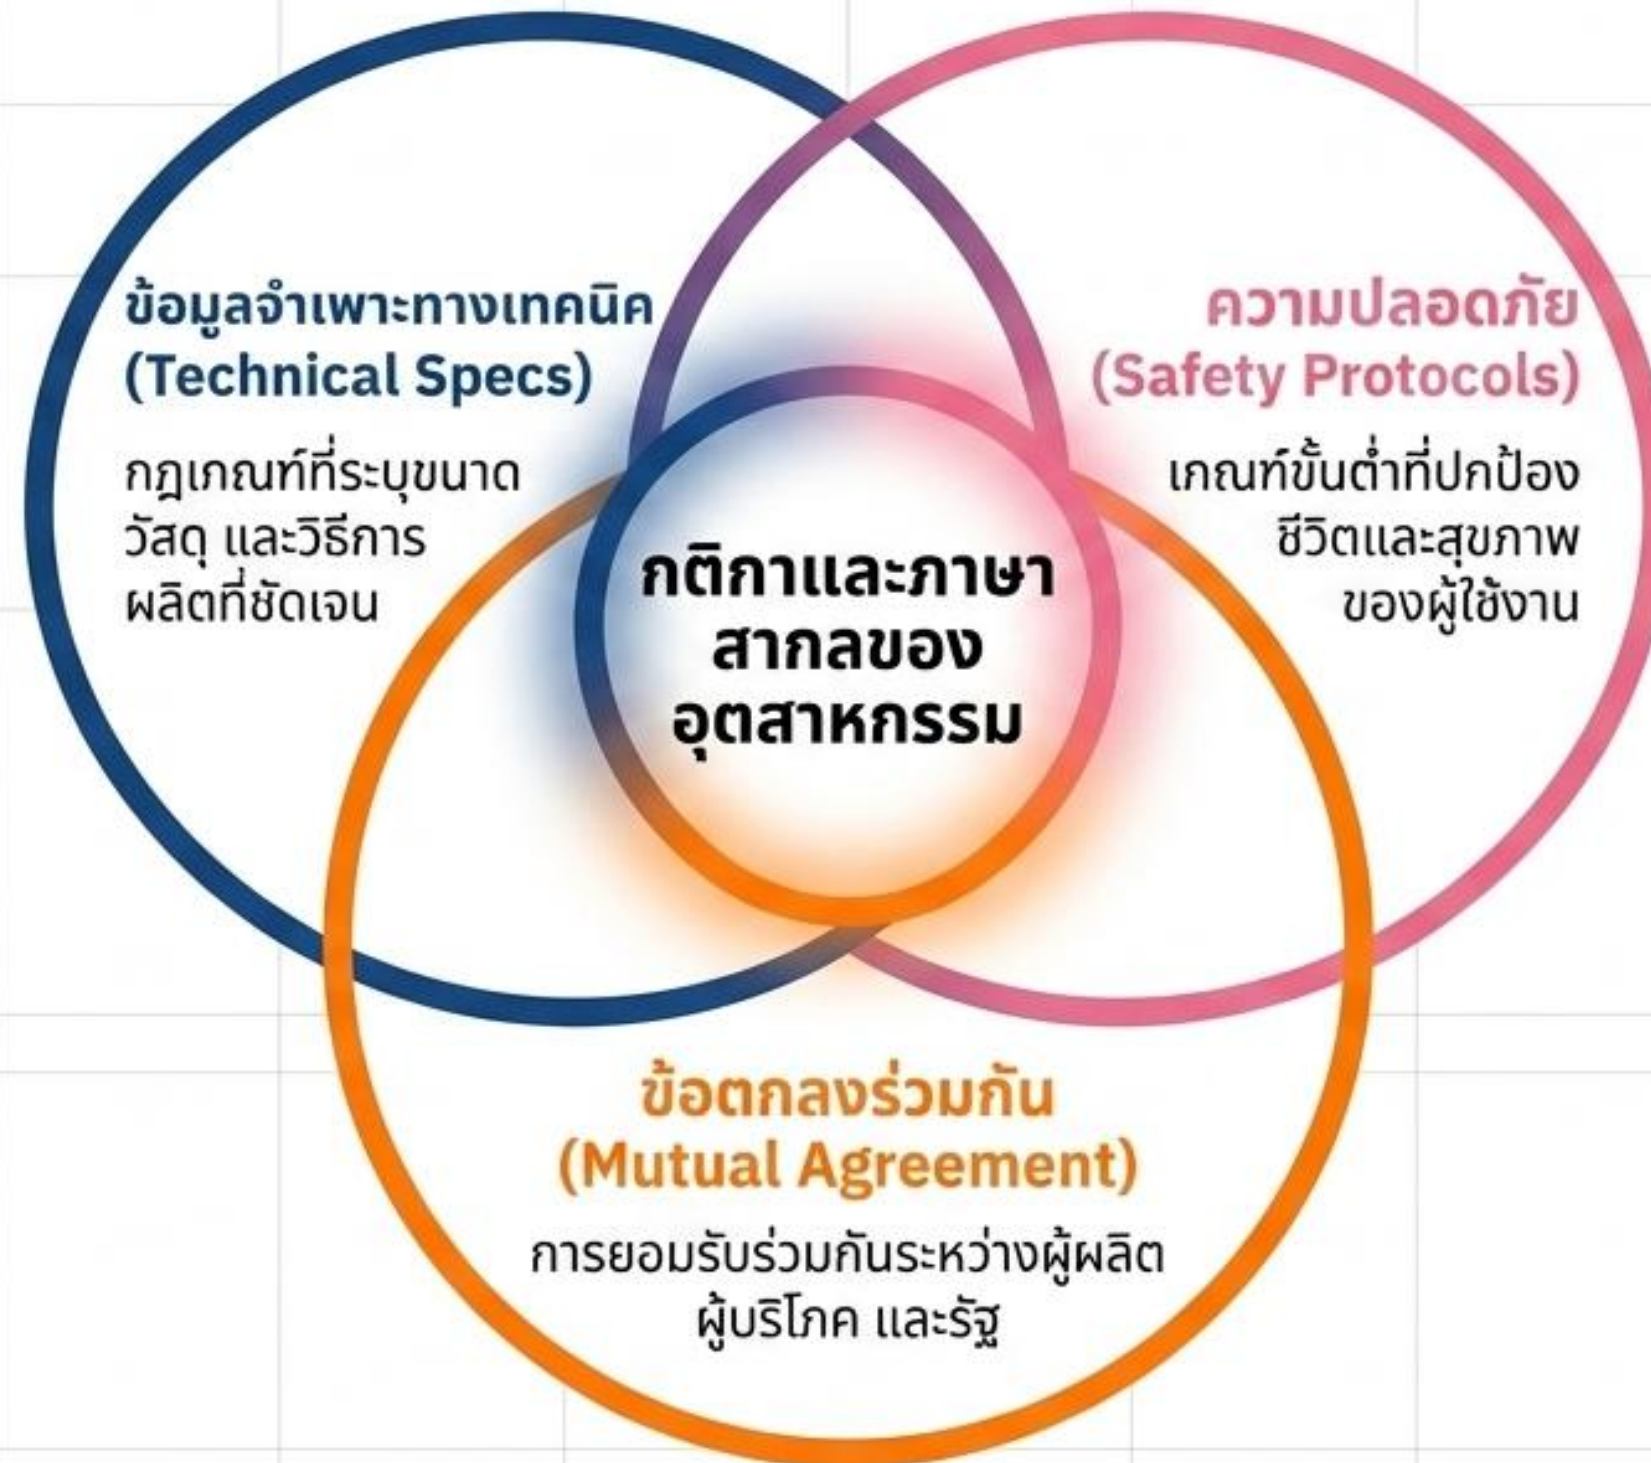 ข้อมูลจำเพาะทางเทคนิค
(Technical Specs)
กฎเกณฑ์ที่ระบุขนาด
วัสดุ และวิธีการ
ผลิตที่ชัดเจน
ความปลอดภัย
(Safety Protocols)
เกณฑ์ขั้นต่ำที่ปกป้อง
ชีวิตและสุขภาพ
ของผู้ใช้งาน
กติกาและภาษา
สากลของ
อุตสาหกรรม
ข้อตกลงร่วมกัน
(Mutual Agreement)
การยอมรับร่วมกันระหว่างผู้ผลิต
ผู้บริโภค และรัฐ